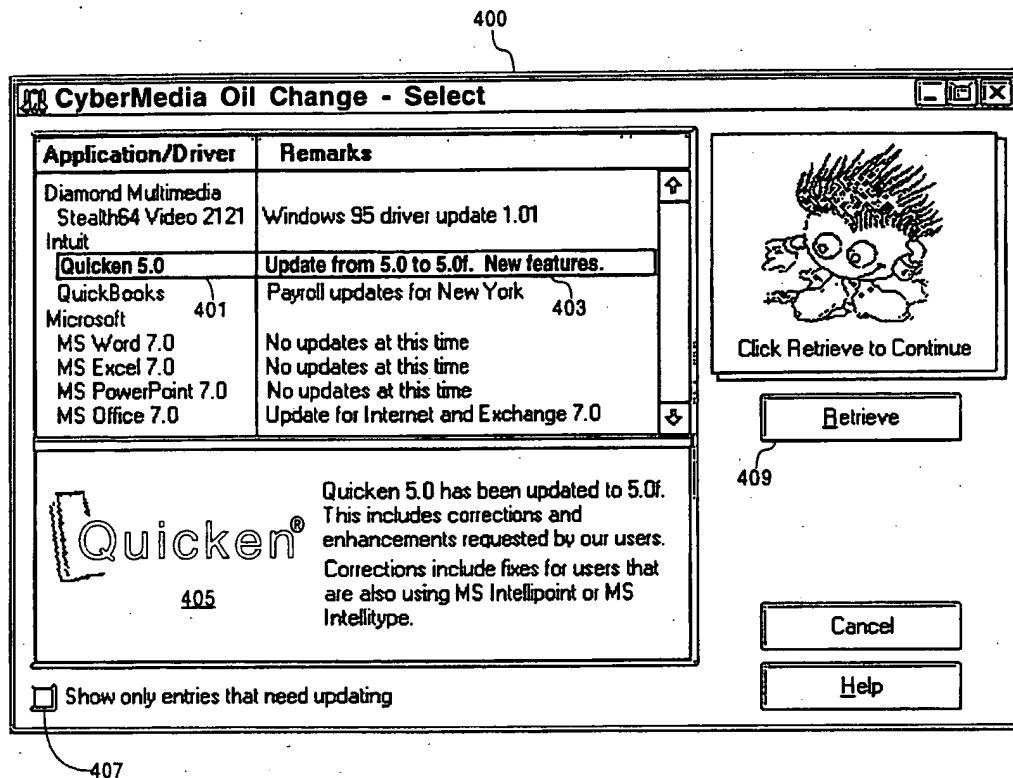 400
CyberMedia Oil Change - Select
Application/Driver Remarks
Diamond Multimedia
Stealth64 Video 2121 Windows 95 driver update 1.01
Intuit
Quicken 5.0 Update from 5.0 to 5.0f. New features.
QuickBooks Payroll updates for New York
401 403
Microsoft
MS Word 7.0 No updates at this time
MS Excel 7.0 No updates at this time
MS PowerPoint 7.0 No updates at this time
MS Office 7.0 Update for Internet and Exchange 7.0
Click Retrieve to Continue
Retrieve
409
Quicken®
405
Quicken 5.0 has been updated to 5.0f.
This includes corrections and
enhancements requested by our users.
Corrections include fixes for users that
are also using MS Intellipoint or MS
Intellitype.
Cancel
Help
Show only entries that need updating
407